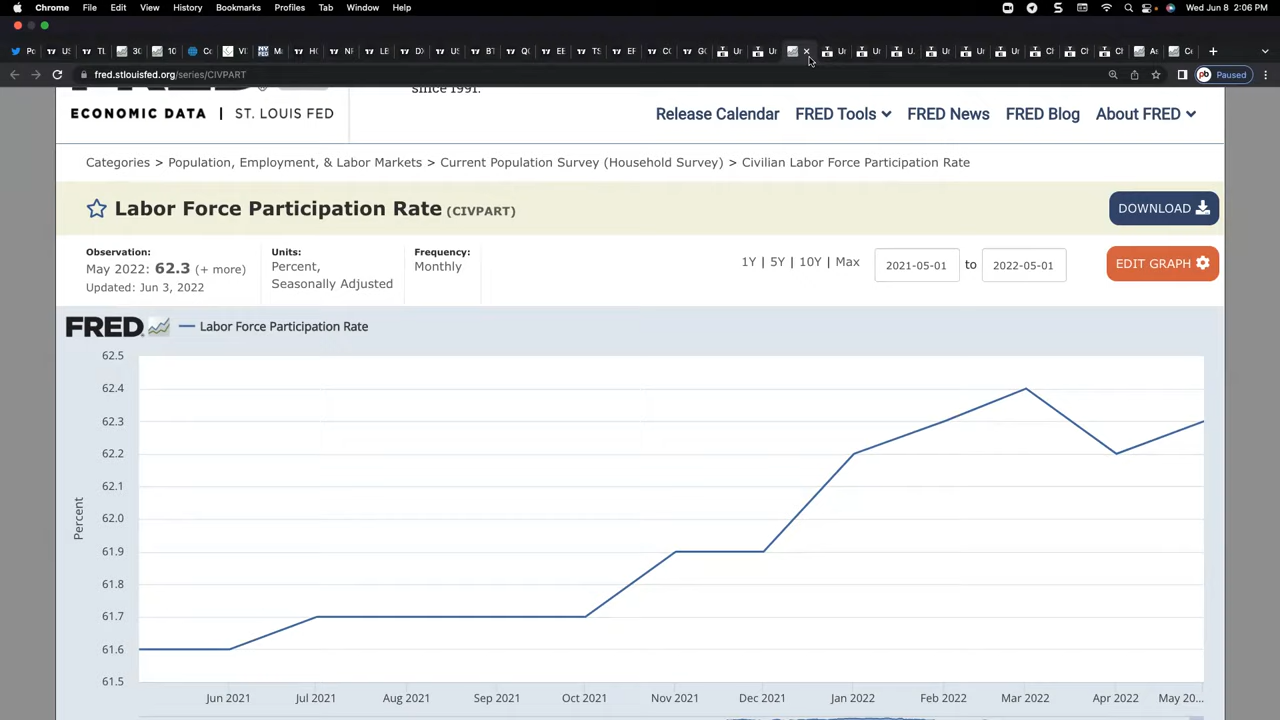 Chrome File Edit View History Bookmarks Profiles Tab Window Help
Wed Jun 8 2:06 PM
fred.stlouisfed.org/series/CIVPART
Paused
since 1991.
ECONOMIC DATA | ST. LOUIS FED
Release Calendar FRED Tools FRED News FRED Blog About FRED
Categories > Population, Employment, & Labor Markets > Current Population Survey (Household Survey) > Civilian Labor Force Participation Rate
Labor Force Participation Rate (CIVPART)
DOWNLOAD
Observation:
May 2022: 62.3 (+ more)
Updated: Jun 3, 2022
Units:
Percent,
Seasonally Adjusted
Frequency:
Monthly
1Y | 5Y | 10Y | Max
2021-05-01 to 2022-05-01
EDIT GRAPH
FRED
Labor Force Participation Rate
62.5
62.4
62.3
62.2
62.1
62.0
61.9
61.8
61.7
61.6
61.5
Percent
Jun 2021 Jul 2021 Aug 2021 Sep 2021 Oct 2021 Nov 2021 Dec 2021 Jan 2022 Feb 2022 Mar 2022 Apr 2022 May 20...